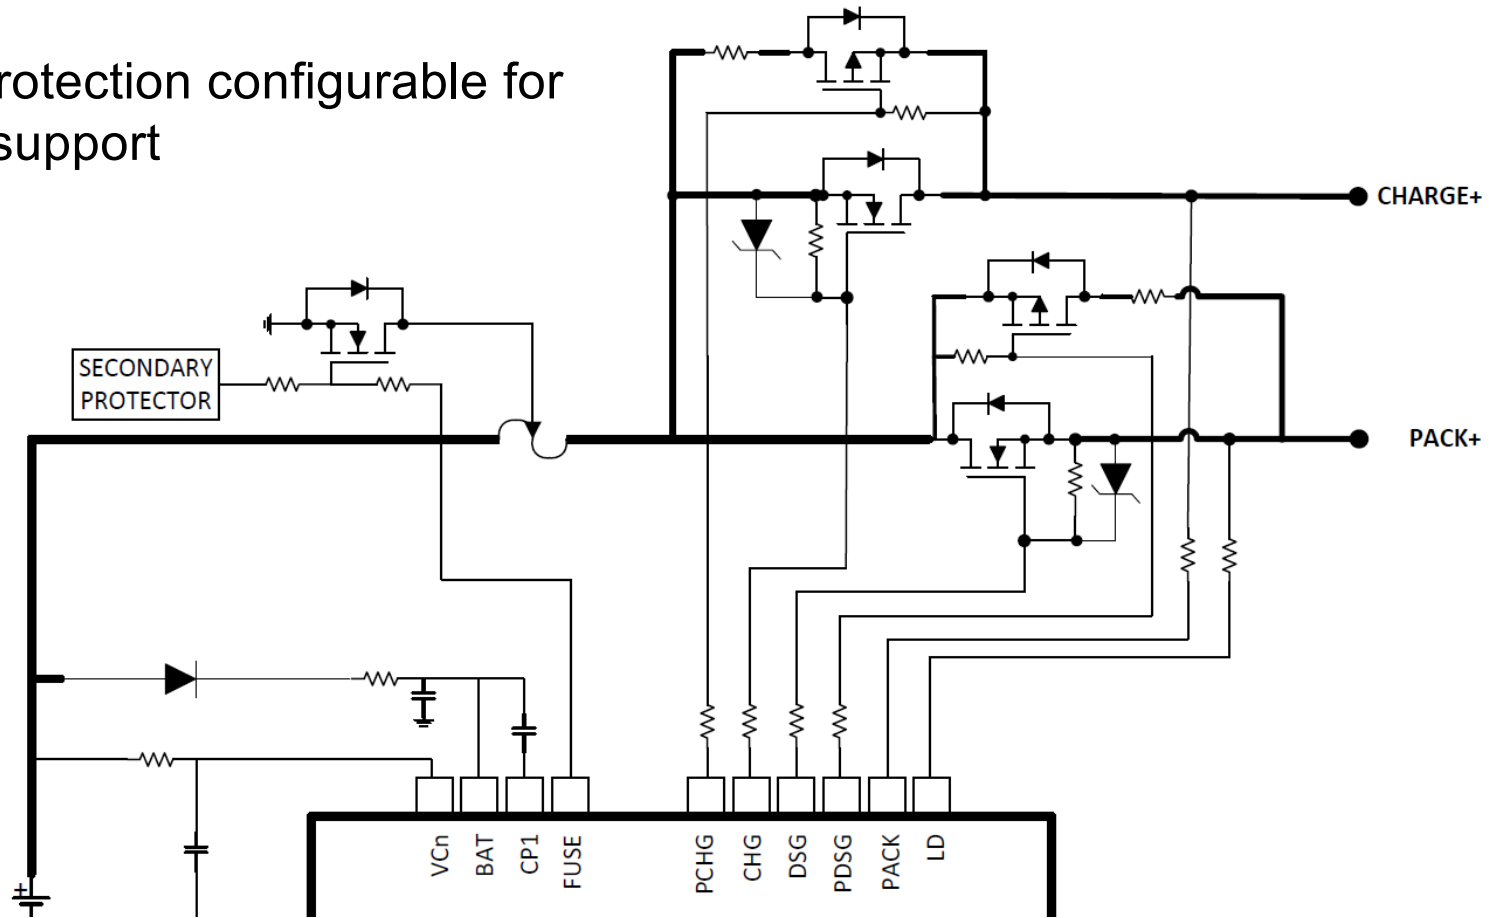 rotection configurable for
support
CHARGE+
SECONDARY
PROTECTOR
PACK+
VCn
BAT
CP1
FUSE
PCHG
CHG
DSG
PDSG
PACK
LD
+